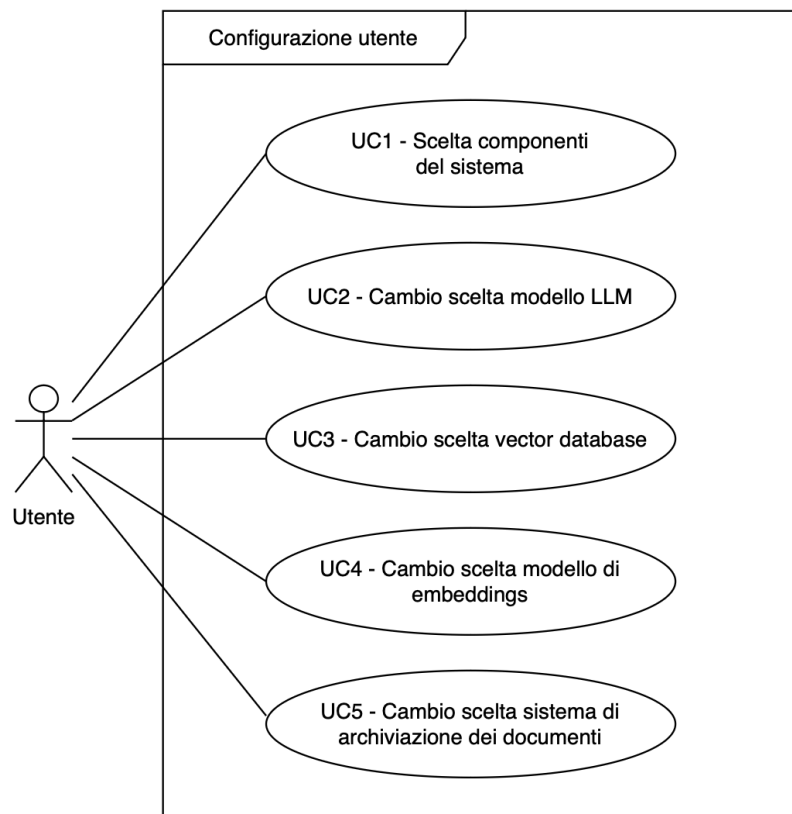 Configurazione utente
UC1 - Scelta componenti
del sistema
UC2 - Cambio scelta modello LLM
UC3 - Cambio scelta vector database
Utente
UC4 - Cambio scelta modello di
embeddings
UC5 - Cambio scelta sistema di
archiviazione dei documenti